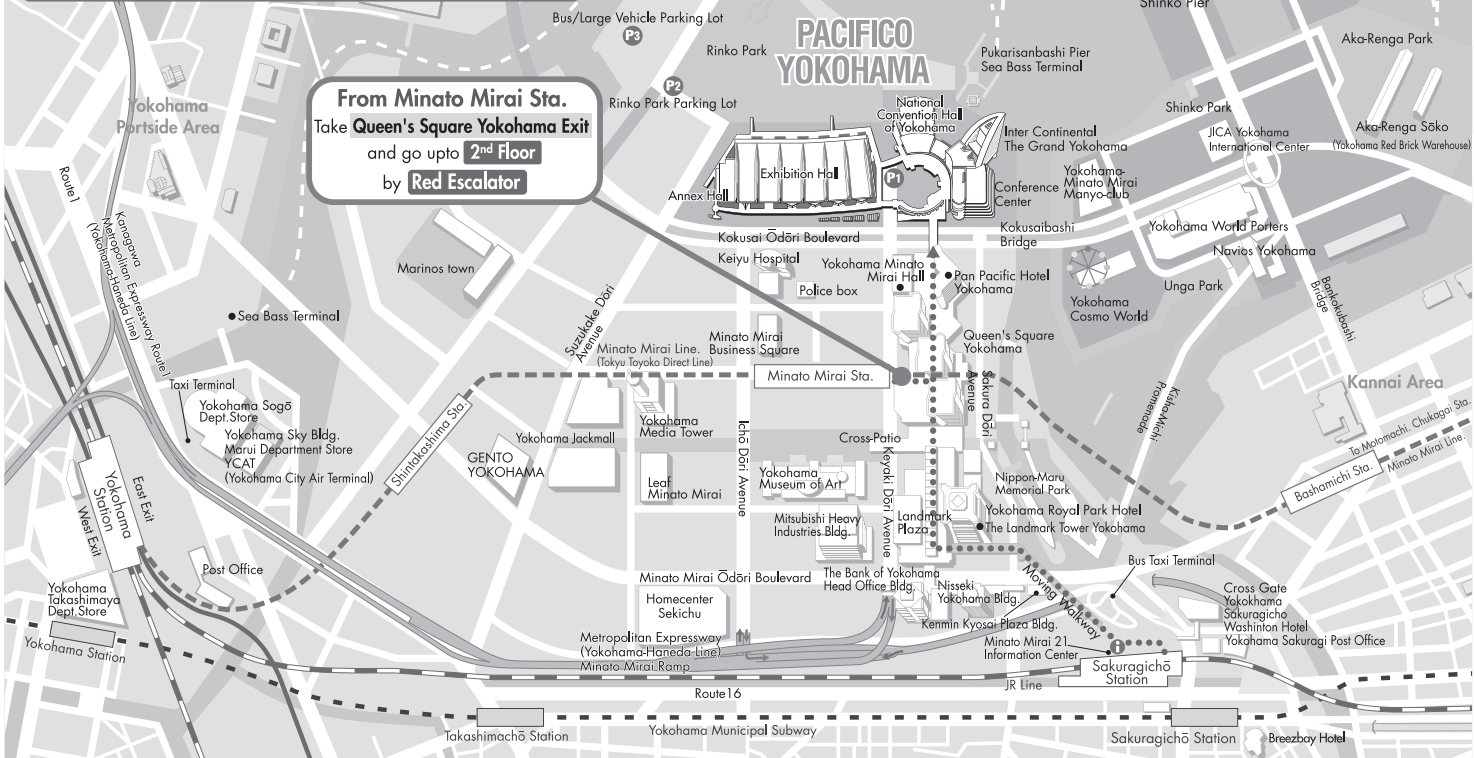 Shinko Pier
Bus/Large Vehicle Parking Lot
P3
Rinko Park
PACIFICO
YOKOHAMA
Pukarisanbashi Pier
Sea Bass Terminal
Aka-Renga Park
Yokohama
Portside Area
From Minato Mirai Sta.
Take Queen's Square Yokohama Exit
and go upto 2nd Floor
by Red Escalator
P2
Rinko Park Parking Lot
National
Convention Hall
of Yokohama
Shinko Park
Inter Continental
The Grand Yokohama
JICA Yokohama
International Center
Aka-Renga Sōko
(Yokohama Red Brick Warehouse)
Exhibition Hall
P1
Annex Hall
Conference
Center
Yokohama-
Minato Mirai
Manyo-club
Route1
Kanagawa
Metropolitan Expressway Route1
(Yokohama-Haneda Line)
Kokusai Ōdōri Boulevard
Kokusaibashi
Bridge
Yokohama World Porters
Navios Yokohama
Marinos town
Keiyu Hospital
Yokohama Minato
Mirai Hall
Pan Pacific Hotel
Yokohama
Police box
Unga Park
Bankokubashi
Bridge
Yokohama
Cosmo World
Sea Bass Terminal
Suzukake Dōri
Avenue
Minato Mirai
Business Square
Queen's Square
Yokohama
Minato Mirai Line.
(Tokyu Toyoko Direct Line)
Minato Mirai Sta.
Sakura Dōri
Avenue
Kisha-Michi
Promenade
Kannai Area
Taxi Terminal
Yokohama Sogō
Dept.Store
Yokohama Sky Bldg.
Marui Department Store
YCAT
(Yokohama City Air Terminal)
Shintakashima Sta.
Yokohama
Media Tower
Yokohama Jackmall
GENTO
YOKOHAMA
Ichō Dōri Avenue
Cross-Patio
Keyaki Dōri Avenue
To Motomachi. Chukagai Sta.
Minato Mirai Line.
Bashamichi Sta.
Yokohama
Station
East Exit
West Exit
Leaf
Minato Mirai
Yokohama
Museum of Art
Nippon-Maru
Memorial Park
Mitsubishi Heavy
Industries Bldg.
Landmark
Plaza
Yokohama Royal Park Hotel
The Landmark Tower Yokohama
Post Office
Bus Taxi Terminal
Yokohama
Takashimaya
Dept.Store
Minato Mirai Ōdōri Boulevard
The Bank of Yokohama
Head Office Bldg.
Nisseki
Yokohama Bldg.
Moving Walkway
Kenmin Kyosai Plaza Bldg.
Cross Gate
Yokokhama
Sakuragicho
Washinton Hotel
Yokohama Sakuragi Post Office
Homecenter
Sekichu
Metropolitan Expressway
(Yokohama-Haneda Line)
Minato Mirai Ramp
Minato Mirai 21
Information Center
i
Sakuragichō
Station
Yokohama Station
JR Line
Route16
Takashimachō Station
Yokohama Municipal Subway
Sakuragichō Station
Breezbay Hotel